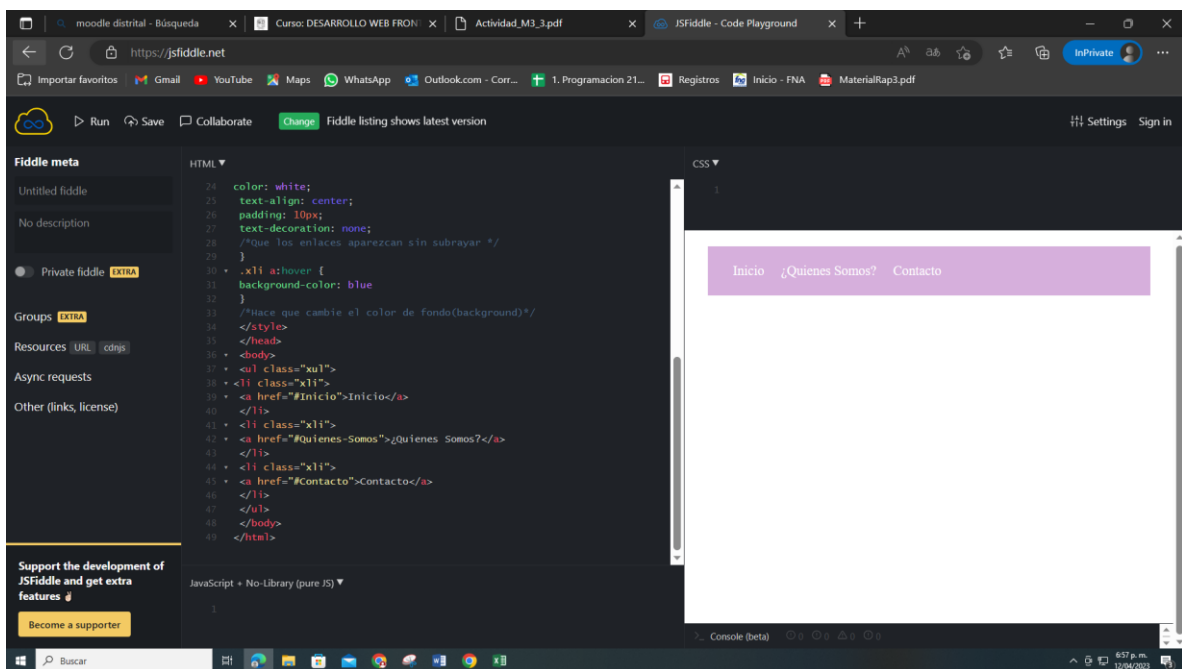 moodle distrital - Búsqueda
Curso: DESARROLLO WEB FRONT
Actividad_M3_3.pdf
JSFiddle - Code Playground
https://jsfiddle.net
InPrivate
Importar favoritos
Gmail
YouTube
Maps
WhatsApp
Outlook.com - Corr...
1. Programacion 21...
Registros
Inicio - FNA
MaterialRap3.pdf
Run
Save
Collaborate
Change
Fiddle listing shows latest version
Settings
Sign in
Fiddle meta
Untitled fiddle
No description
Private fiddle EXTRA
Groups EXTRA
Resources URL cdnjs
Async requests
Other (links, license)
Support the development of
JSFiddle and get extra
features
Become a supporter
HTML
24 color: white;
25 text-align: center;
26 padding: 10px;
27 text-decoration: none;
28 /*Que los enlaces aparezcan sin subrayar */
29 }
30 .xli a:hover {
31 background-color: blue
32 }
33 /*Hace que cambie el color de fondo(background)*/
34 </style>
35 </head>
36 <body>
37 <ul class="xul">
38 <li class="xli">
39 <a href="#Inicio">Inicio</a>
40 </li>
41 <li class="xli">
42 <a href="#Quienes-Somos">¿Quienes Somos?</a>
43 </li>
44 <li class="xli">
45 <a href="#Contacto">Contacto</a>
46 </li>
47 </ul>
48 </body>
49 </html>
JavaScript + No-Library (pure JS)
1
CSS
1
Inicio ¿Quienes Somos? Contacto
>_ Console (beta) 0 0 0 0
Buscar
6:57 p. m.
12/04/2023